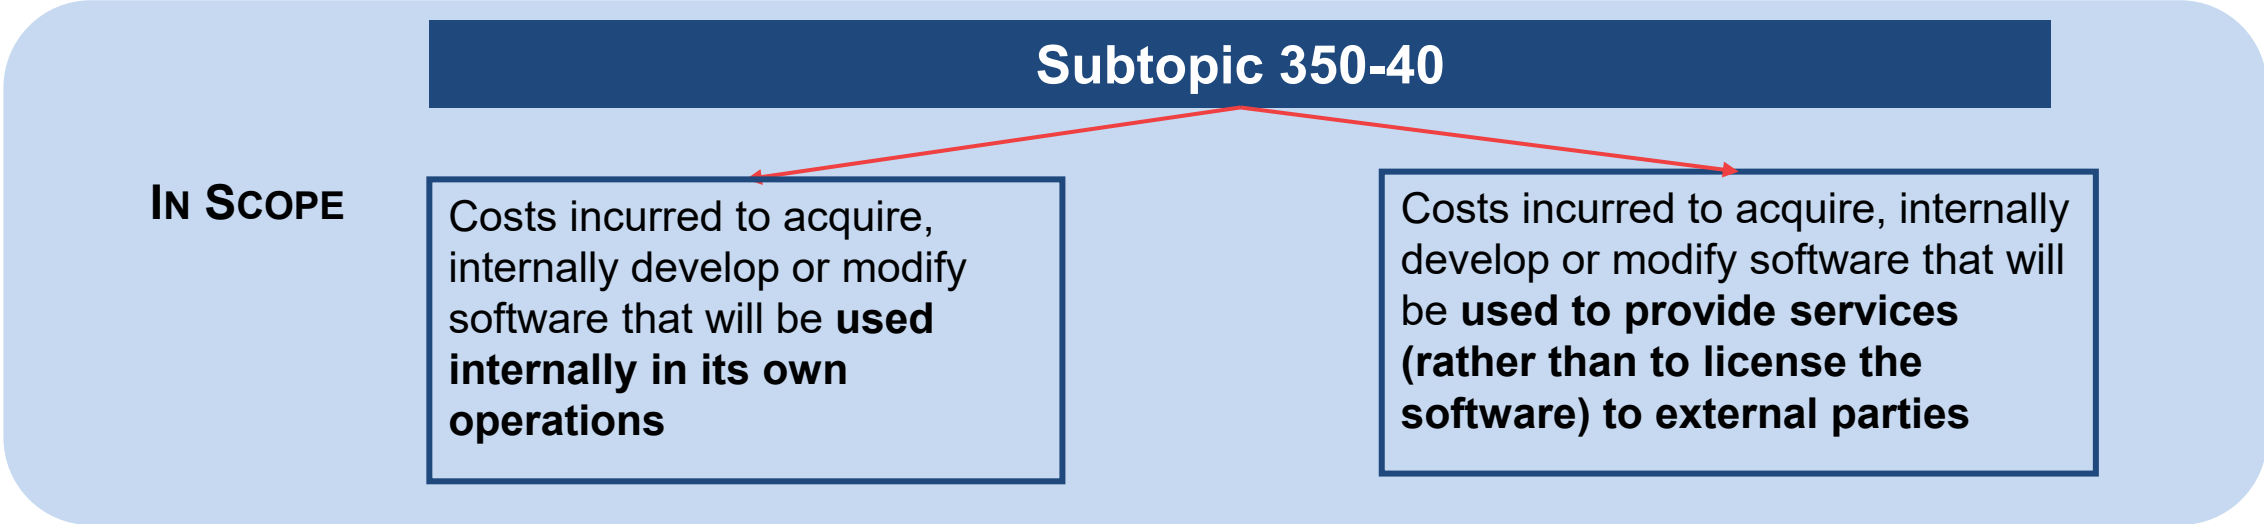 Subtopic 350-40
IN SCOPE
Costs incurred to acquire,
internally develop or modify
software that will be used
internally in its own
operations
Costs incurred to acquire, internally
develop or modify software that will
be used to provide services
(rather than to license the
software) to external parties